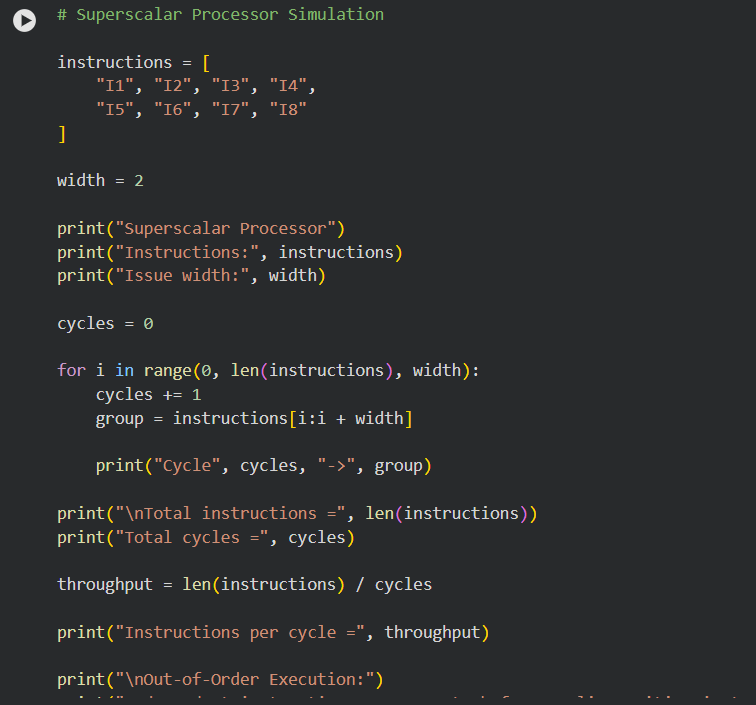 # Superscalar Processor Simulation
instructions = [
"I1", "I2", "I3", "I4",
"I5", "I6", "I7", "I8"
]
width = 2
print("Superscalar Processor")
print("Instructions:", instructions)
print("Issue width:", width)
cycles = 0
for i in range(0, len(instructions), width):
cycles += 1
group = instructions[i:i + width]
print("Cycle", cycles, "->", group)
print("\nTotal instructions =", len(instructions))
print("Total cycles =", cycles)
throughput = len(instructions) / cycles
print("Instructions per cycle =", throughput)
print("\nOut-of-Order Execution:")